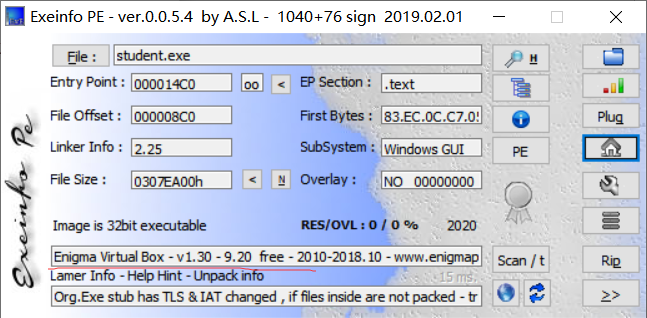 Exeinfo PE - ver.0.0.5.4 by A.S.L - 1040+76 sign 2019.02.01
File : student.exe H
Entry Point : 000014C0 oo < EP Section : .text
File Offset : 000008C0 First Bytes : 83.EC.0C.C7.0 Plug
Linker Info : 2.25 SubSystem : Windows GUI PE
File Size : 0307EA00h < N Overlay : NO 00000000
Image is 32bit executable RES/OVL : 0 / 0 % 2020
Enigma Virtual Box - v1.30 - 9.20 free - 2010-2018.10 - www.enigmap Scan / t Rip
Lamer Info - Help Hint - Unpack info 15 ms.
Org.Exe stub has TLS & IAT changed , if files inside are not packed - tr >>
Exeinfo Pe